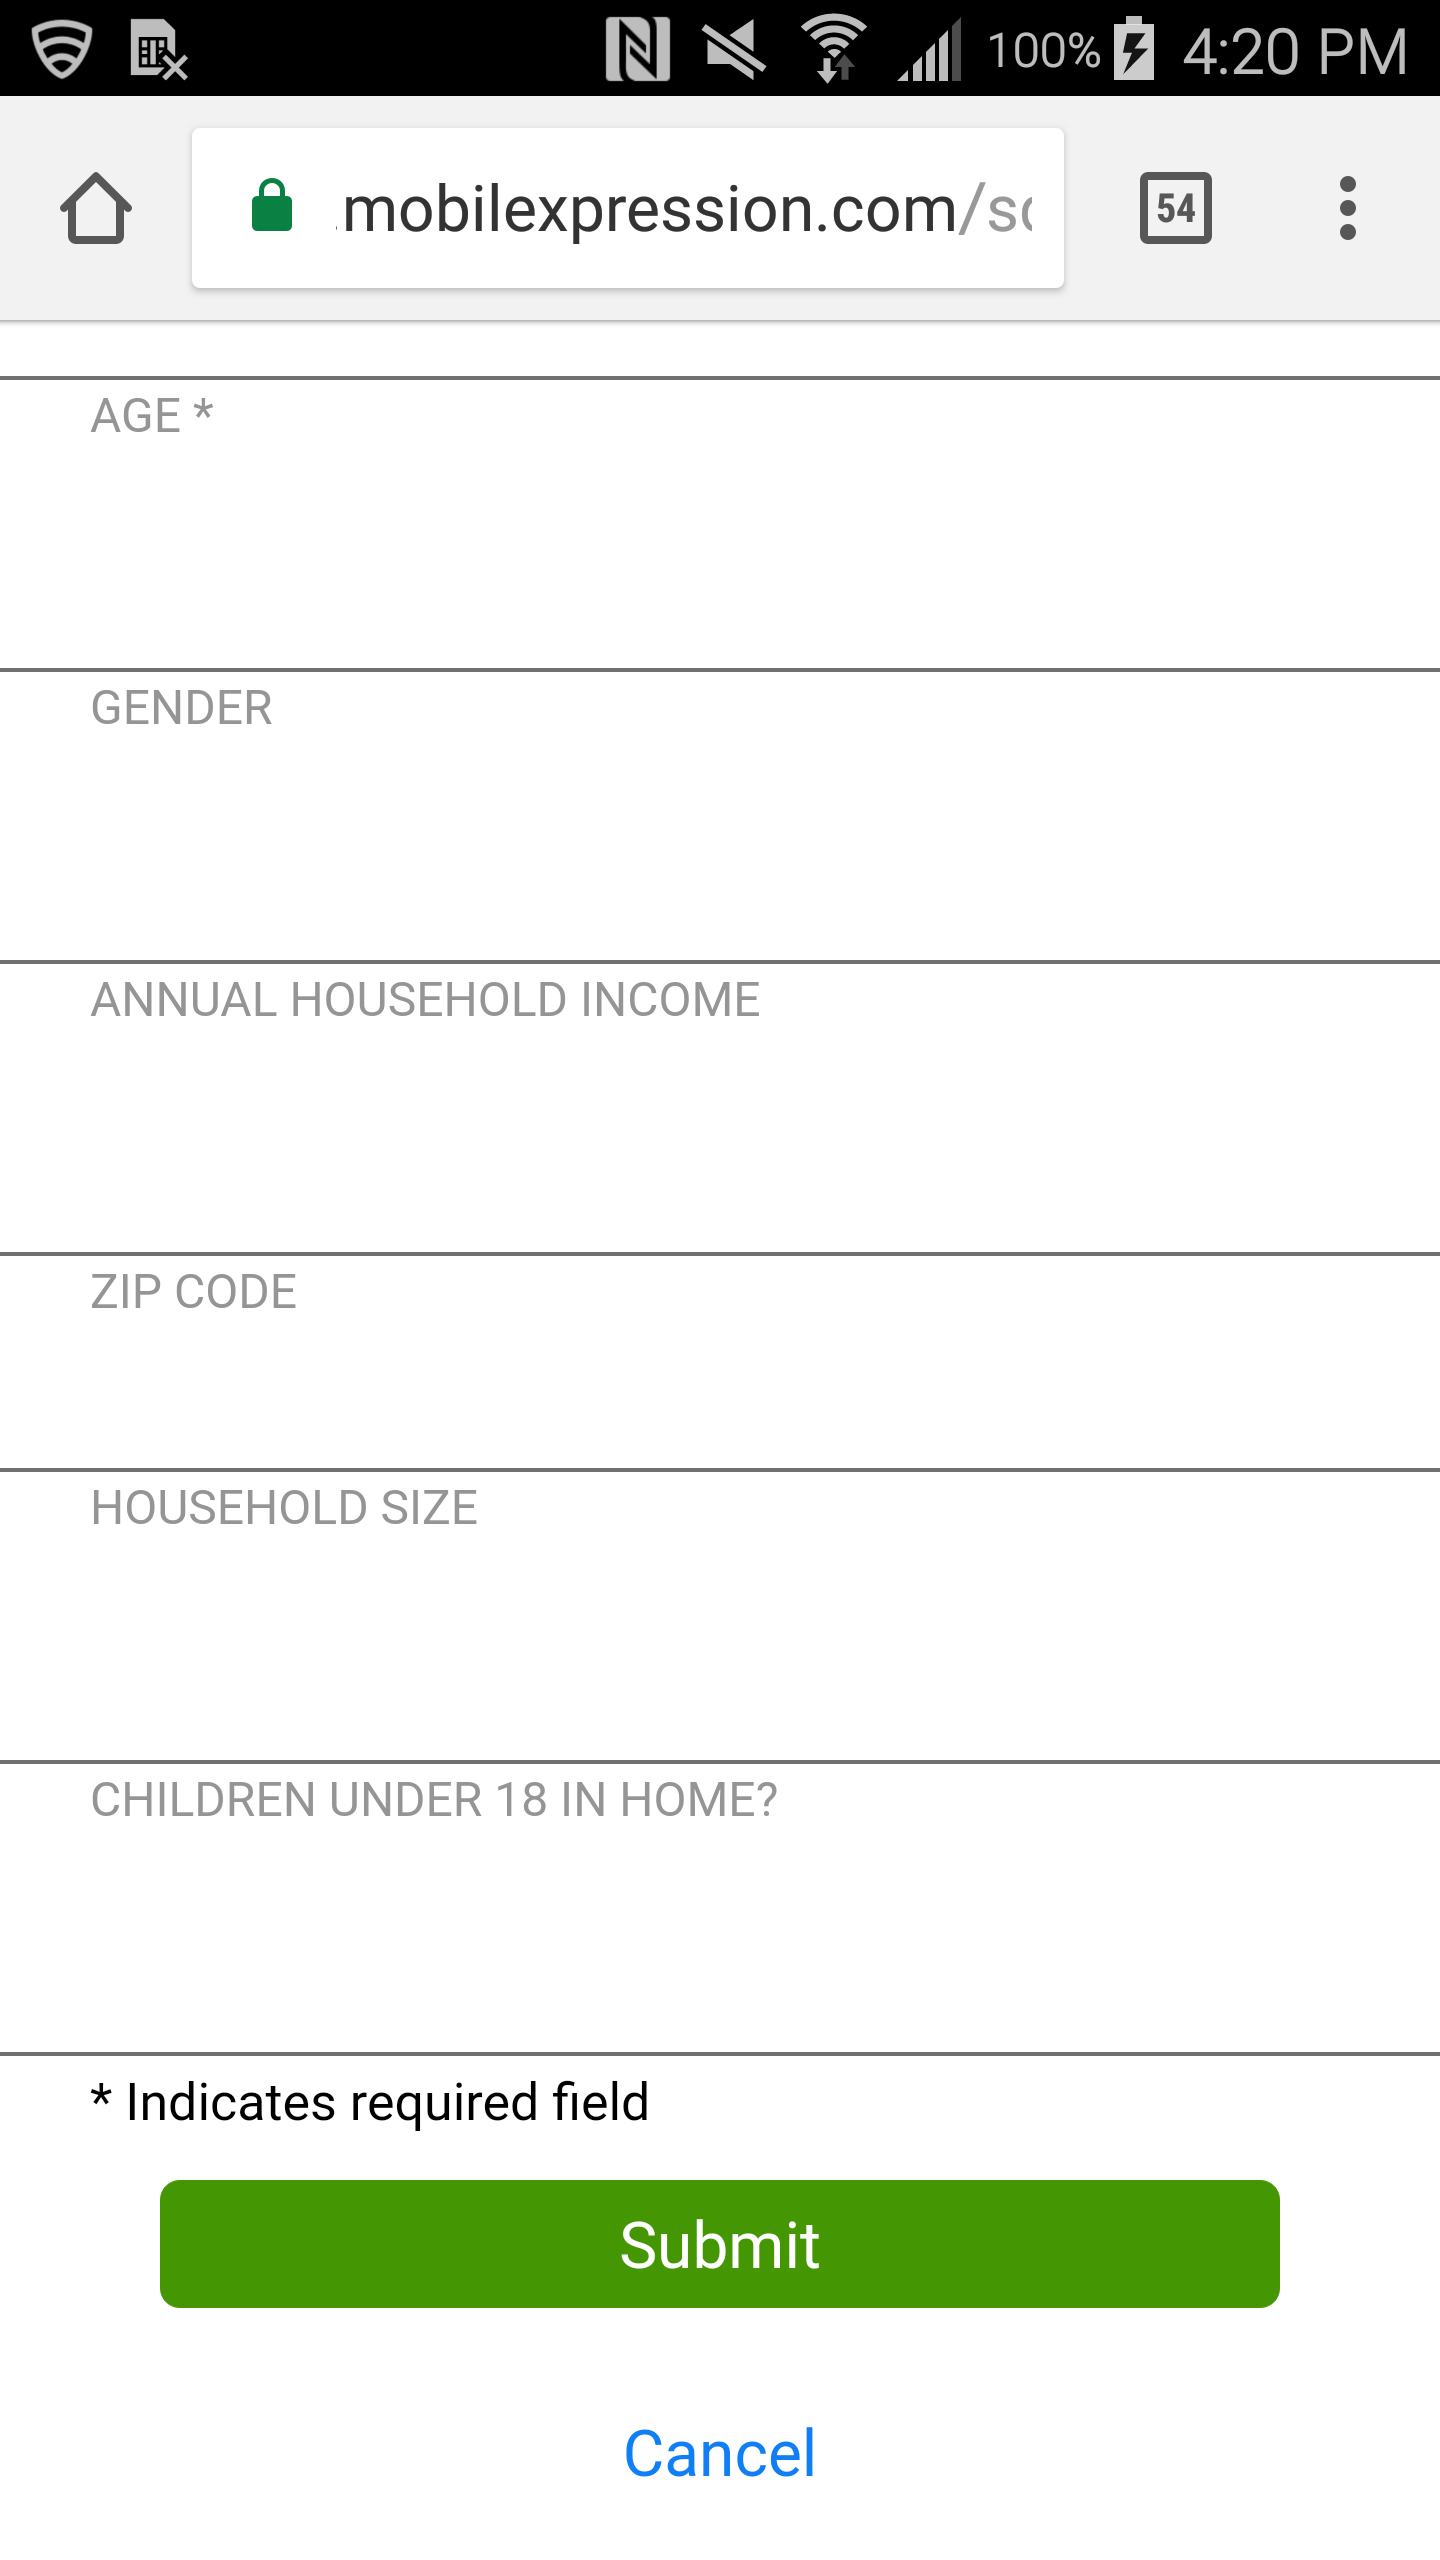 100% 4:20 PM
.mobilexpression.com/sc
54
AGE *
GENDER
ANNUAL HOUSEHOLD INCOME
ZIP CODE
HOUSEHOLD SIZE
CHILDREN UNDER 18 IN HOME?
* Indicates required field
Submit
Cancel